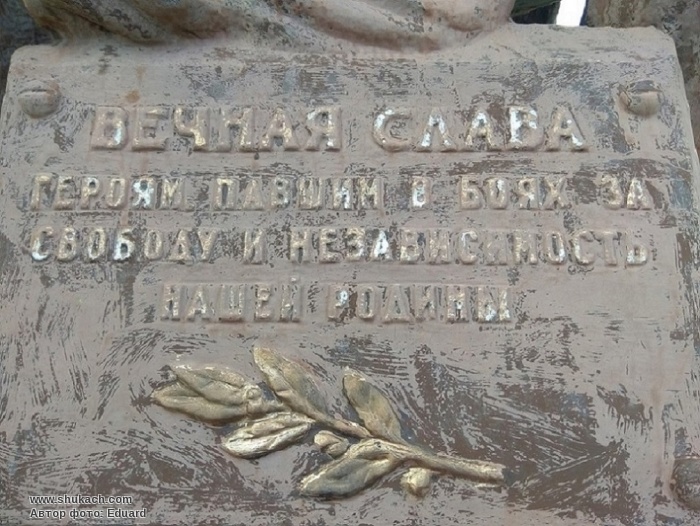 ВЕЧНАЯ СЛАВА
ГЕРОЯМ ПАВШИМ В БОЯХ ЗА
СВОБОДУ И НЕЗАВИСИМОСТЬ
НАШЕЙ РОДИНЫ
www.shukach.com
Автор фото: Eduard